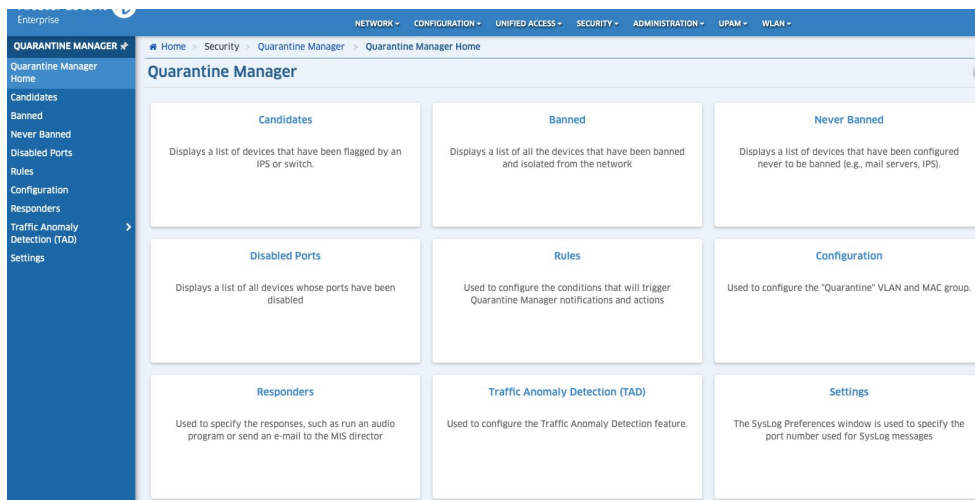 Enterprise
NETWORK CONFIGURATION UNIFIED ACCESS SECURITY ADMINISTRATION UPAM WLAN
QUARANTINE MANAGER
Home > Security > Quarantine Manager > Quarantine Manager Home
Quarantine Manager
Home
Candidates
Banned
Never Banned
Disabled Ports
Rules
Configuration
Responders
Traffic Anomaly
Detection (TAD)
Settings
Quarantine Manager
Candidates
Displays a list of devices that have been flagged by an
IPS or switch.
Banned
Displays a list of all the devices that have been banned
and isolated from the network
Never Banned
Displays a list of devices that have been configured
never to be banned (e.g., mail servers, IPS).
Disabled Ports
Displays a list of all devices whose ports have been
disabled
Rules
Used to configure the conditions that will trigger
Quarantine Manager notifications and actions
Configuration
Used to configure the "Quarantine" VLAN and MAC group.
Responders
Used to specify the responses, such as run an audio
program or send an e-mail to the MIS director
Traffic Anomaly Detection (TAD)
Used to configure the Traffic Anomaly Detection feature.
Settings
The SysLog Preferences window is used to specify the
port number used for SysLog messages